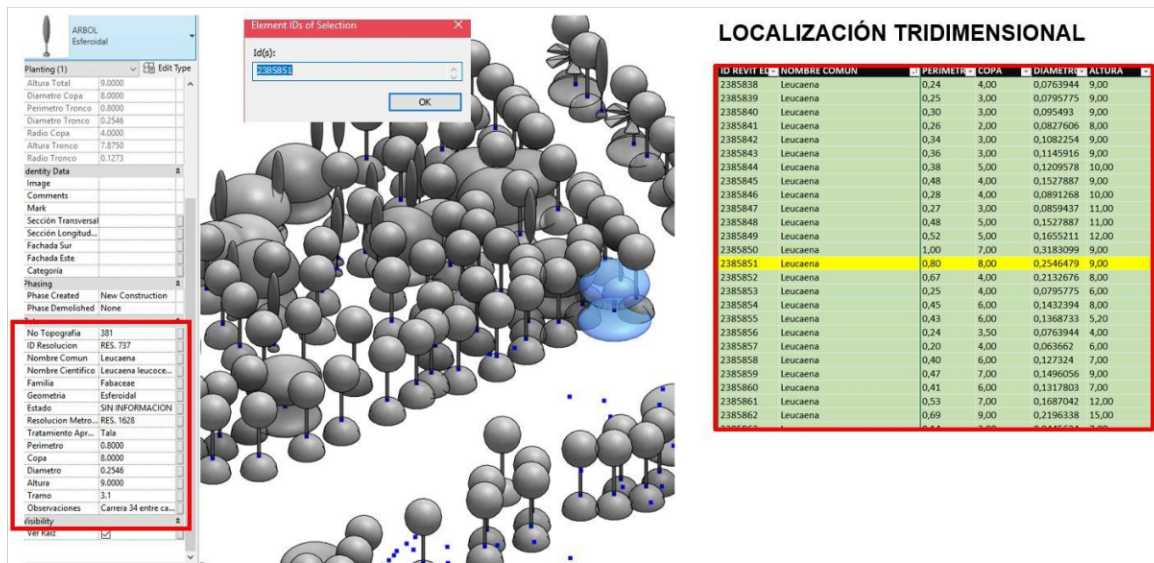 ARBOL
Esferoidal
Planting (1) Edit Type
Altura Total 9.0000
Diametro Copa 8.0000
Perimetro Tronco 0.8000
Diametro Tronco 0.2546
Radio Copa 4.0000
Altura Tronco 7.8750
Radio Tronco 0.1273
dentity Data
Image
Comments
Mark
Sección Transversal
Sección Longitud...
Fachada Sur
Fachada Este
Categoría
Phasing
Phase Created New Construction
Phase Demolished None
No Topografia 381
ID Resolucion RES. 737
Nombre Comun Leucaena
Nombre Cientifico Leucaena leucoce...
Familia Fabaceae
Geometria Esferoidal
Estado SIN INFORMACION
Resolucion Metro... RES. 1628
Tratamiento Apr... Tala
Perimetro 0.8000
Copa 8.0000
Diametro 0.2546
Altura 9.0000
Tramo 3.1
Observaciones Carrera 34 entre ca...
Visibility
Ver Raiz
Element IDs of Selection
Id(s):
2385851
OK
LOCALIZACIÓN TRIDIMENSIONAL
ID REVIT ED NOMBRE COMUN PERIMETR COPA DIAMETRO ALTURA
2385838 Leucaena 0,24 4,00 0,0763944 9,00
2385839 Leucaena 0,25 3,00 0,0795775 9,00
2385840 Leucaena 0,30 3,00 0,095493 9,00
2385841 Leucaena 0,26 2,00 0,0827606 8,00
2385842 Leucaena 0,34 3,00 0,1082254 9,00
2385843 Leucaena 0,36 3,00 0,1145916 9,00
2385844 Leucaena 0,38 5,00 0,1209578 10,00
2385845 Leucaena 0,48 4,00 0,1527887 9,00
2385846 Leucaena 0,28 4,00 0,0891268 10,00
2385847 Leucaena 0,27 3,00 0,0859437 11,00
2385848 Leucaena 0,48 5,00 0,1527887 11,00
2385849 Leucaena 0,52 5,00 0,1655211 12,00
2385850 Leucaena 1,00 7,00 0,3183099 9,00
2385851 Leucaena 0,80 8,00 0,2546479 9,00
2385852 Leucaena 0,67 4,00 0,2132676 8,00
2385853 Leucaena 0,25 4,00 0,0795775 6,00
2385854 Leucaena 0,45 6,00 0,1432394 8,00
2385855 Leucaena 0,43 6,00 0,1368733 5,20
2385856 Leucaena 0,24 3,50 0,0763944 4,00
2385857 Leucaena 0,20 4,00 0,063662 6,00
2385858 Leucaena 0,40 6,00 0,127324 7,00
2385859 Leucaena 0,47 7,00 0,1496056 9,00
2385860 Leucaena 0,41 6,00 0,1317803 7,00
2385861 Leucaena 0,53 7,00 0,1687042 12,00
2385862 Leucaena 0,69 9,00 0,2196338 15,00